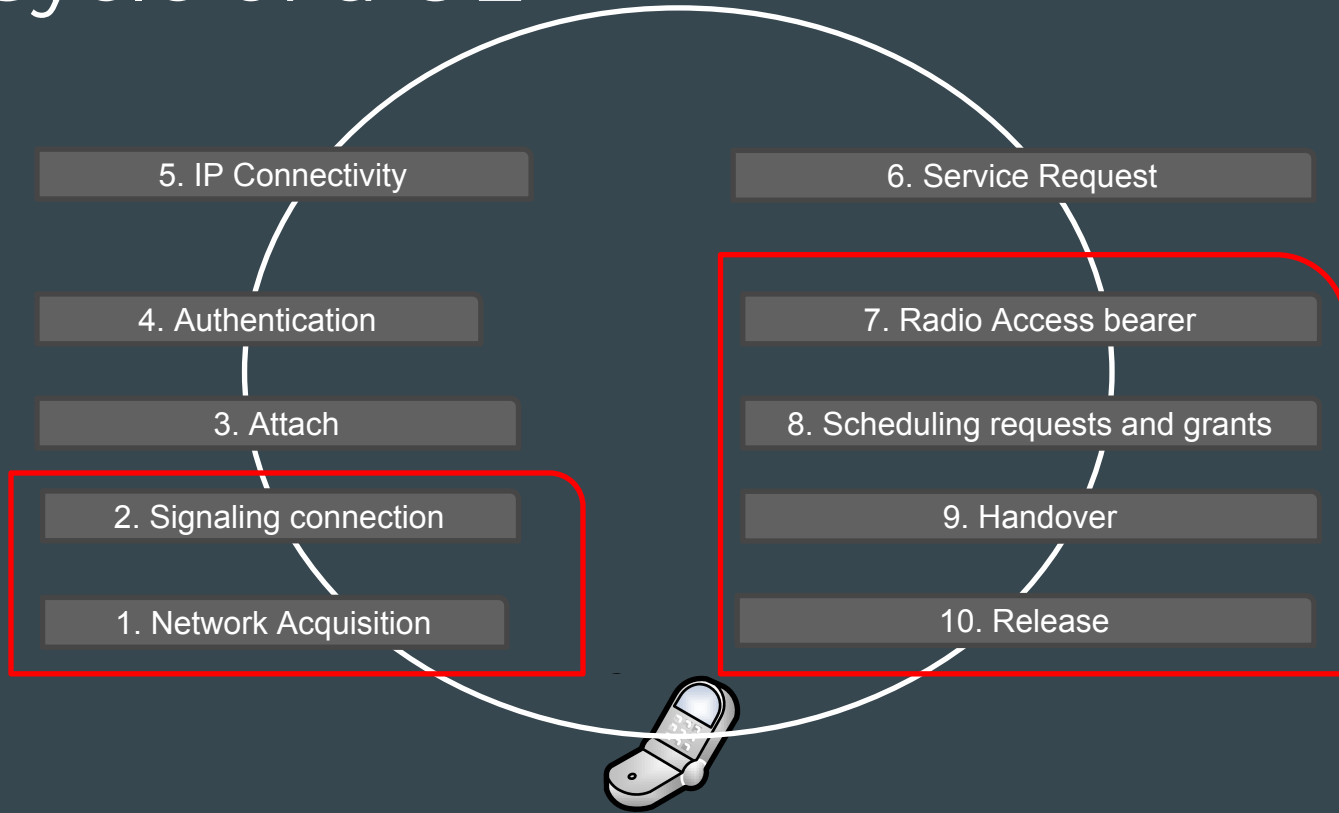 5. IP Connectivity
6. Service Request
4. Authentication
7. Radio Access bearer
3. Attach
8. Scheduling requests and grants
2. Signaling connection
9. Handover
1. Network Acquisition
10. Release